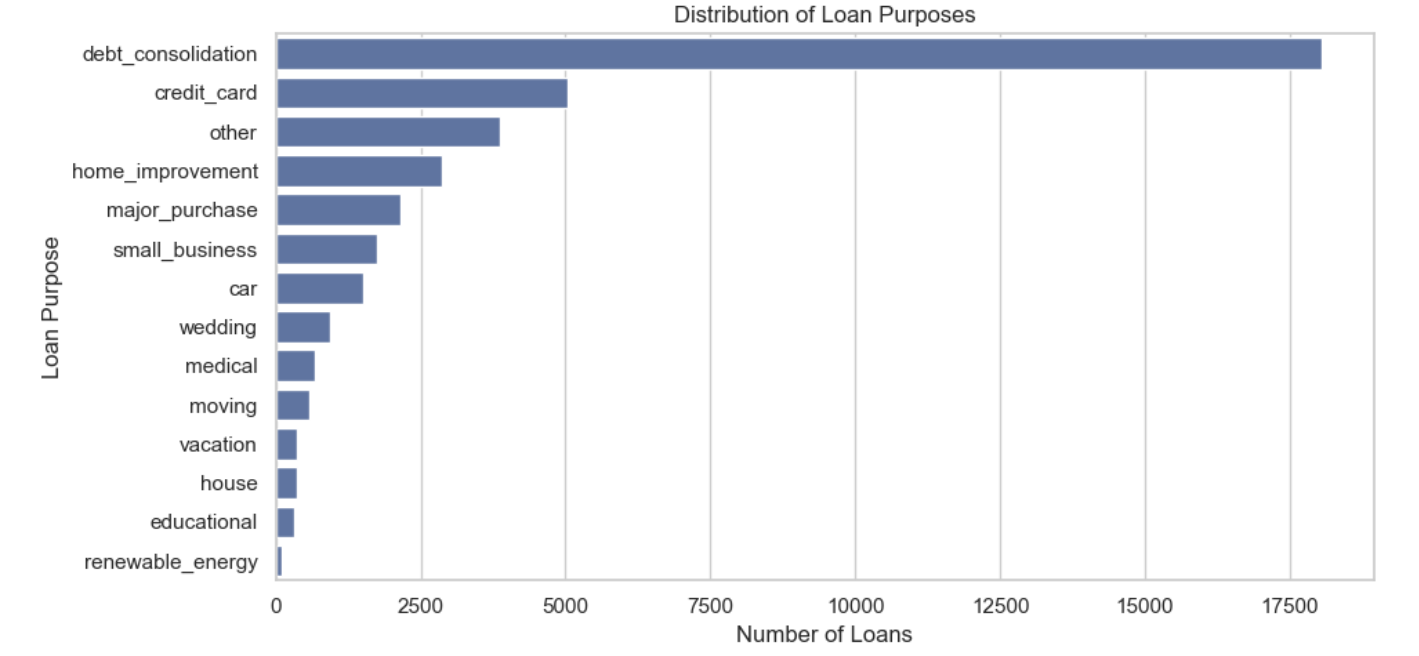 Distribution of Loan Purposes
debt_consolidation
credit_card
other
home_improvement
major_purchase
small_business
car
wedding
medical
moving
vacation
house
educational
renewable_energy
Loan Purpose
0 2500 5000 7500 10000 12500 15000 17500
Number of Loans